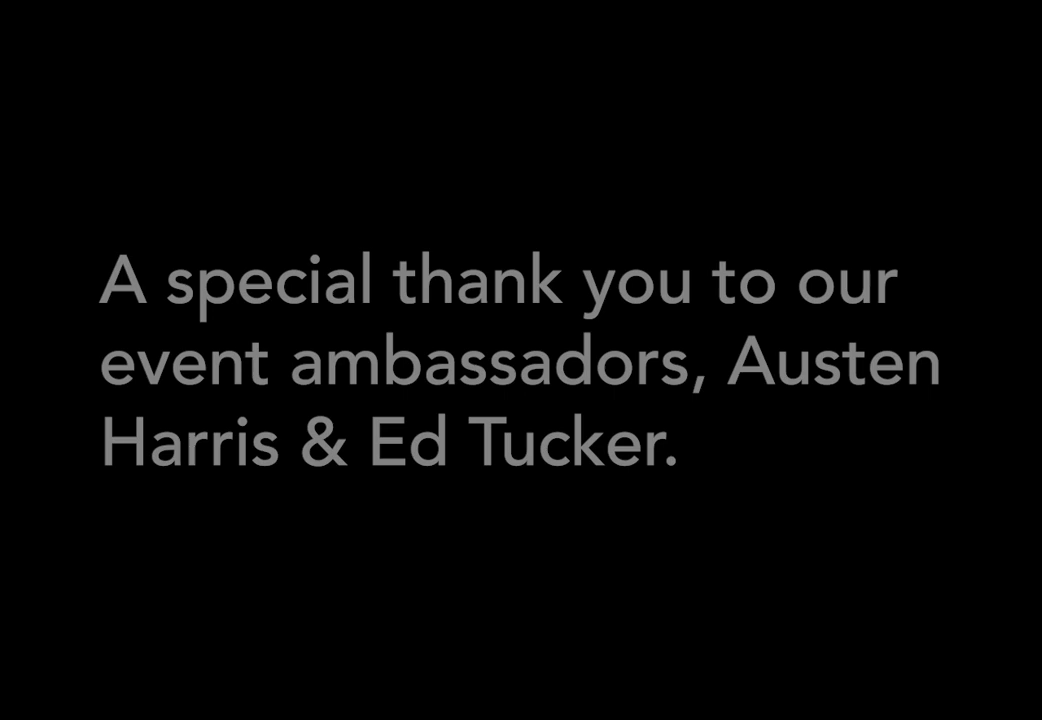 A special thank you to our
event ambassadors, Austen
Harris & Ed Tucker.